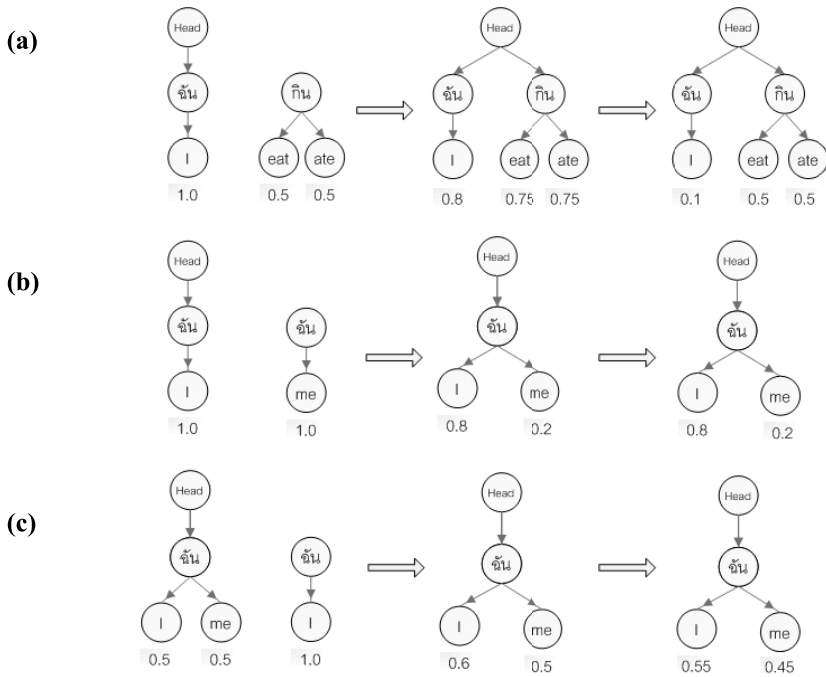 (a)
Head Head Head
ฉัน กิน ฉัน กิน ฉัน กิน
I eat ate I eat ate I eat ate
1.0 0.5 0.5 0.8 0.75 0.75 0.1 0.5 0.5
(b)
Head Head Head
ฉัน ฉัน ฉัน ฉัน
I me I me I me
1.0 1.0 0.8 0.2 0.8 0.2
(c)
Head Head Head
ฉัน ฉัน ฉัน ฉัน
I me I I me I me
0.5 0.5 1.0 0.6 0.5 0.55 0.45